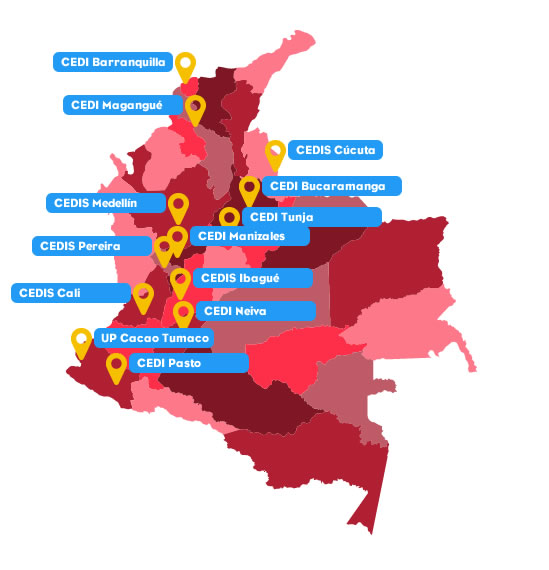 CEDI Barranquilla
CEDI Magangué
CEDIS Cúcuta
CEDI Bucaramanga
CEDIS Medellín
CEDI Tunja
CEDI Manizales
CEDIS Pereira
CEDIS Ibagué
CEDIS Cali
CEDI Neiva
UP Cacao Tumaco
CEDI Pasto